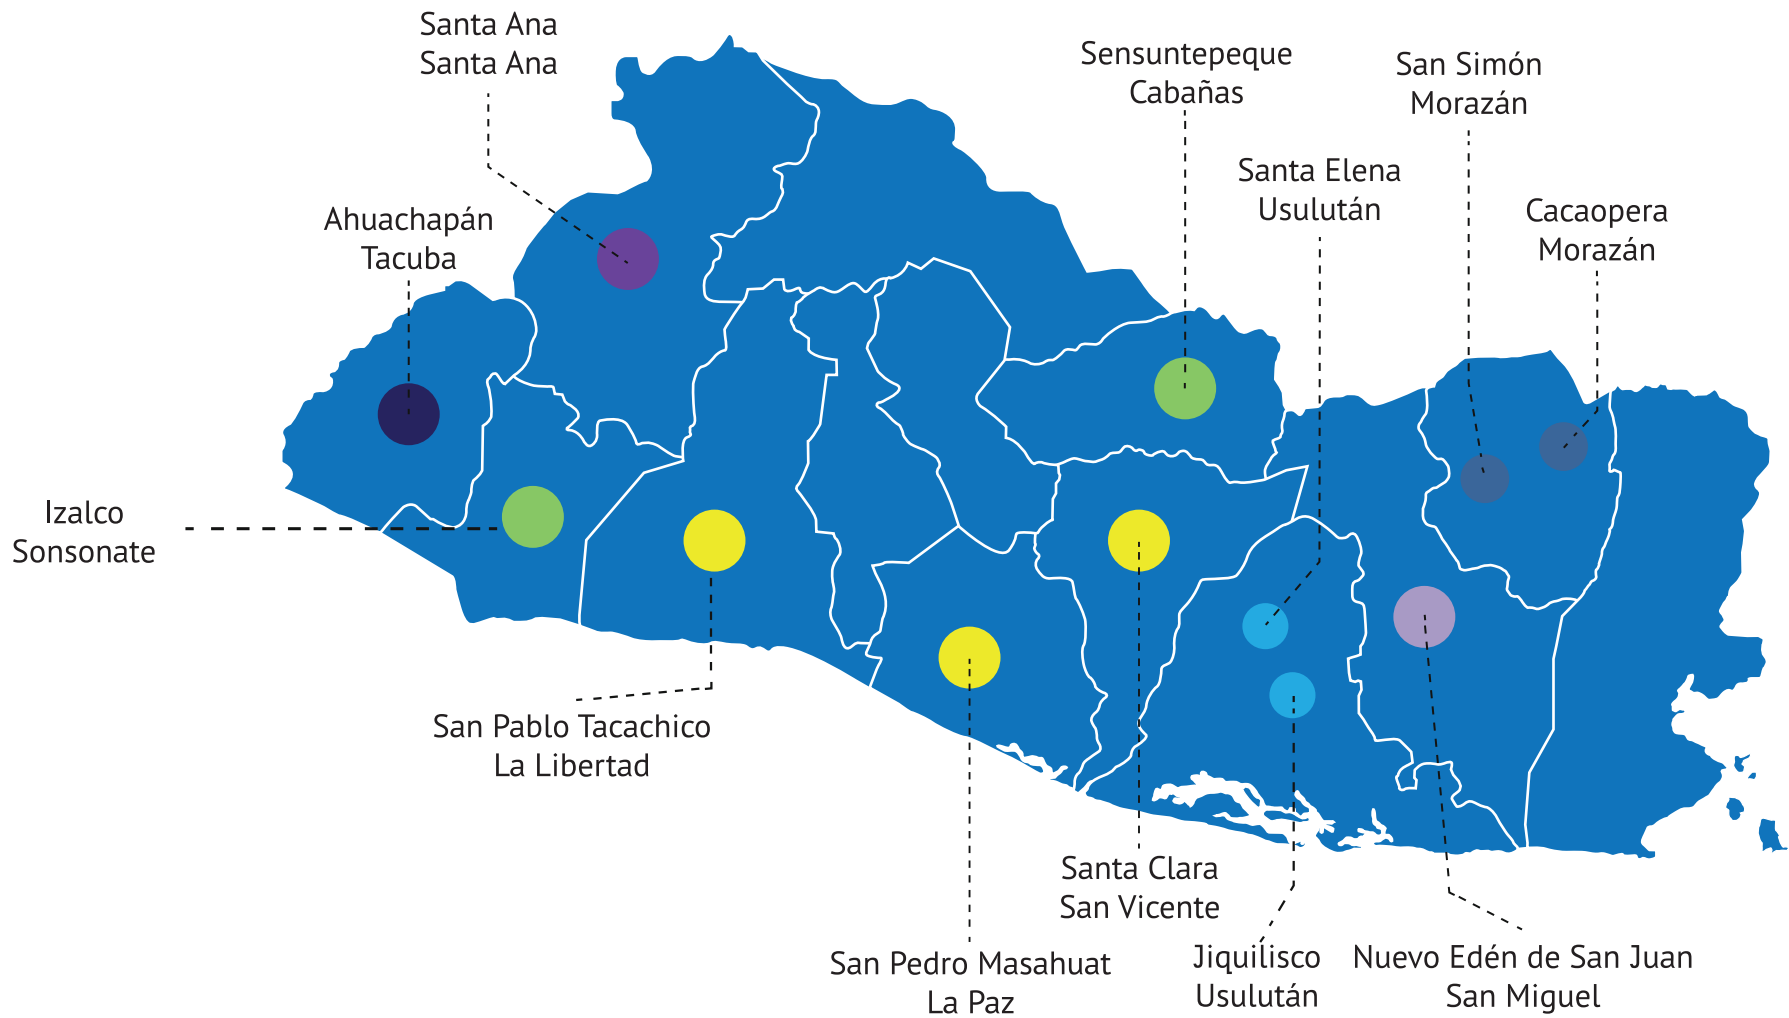 Santa Ana
Santa Ana
Sensuntepeque
Cabañas
San Simón
Morazán
Santa Elena
Usulután
Cacaopera
Morazán
Ahuachapán
Tacuba
Izalco
Sonsonate
San Pablo Tacachico
La Libertad
Santa Clara
San Vicente
San Pedro Masahuat
La Paz
Jiquilisco
Usulután
Nuevo Edén de San Juan
San Miguel